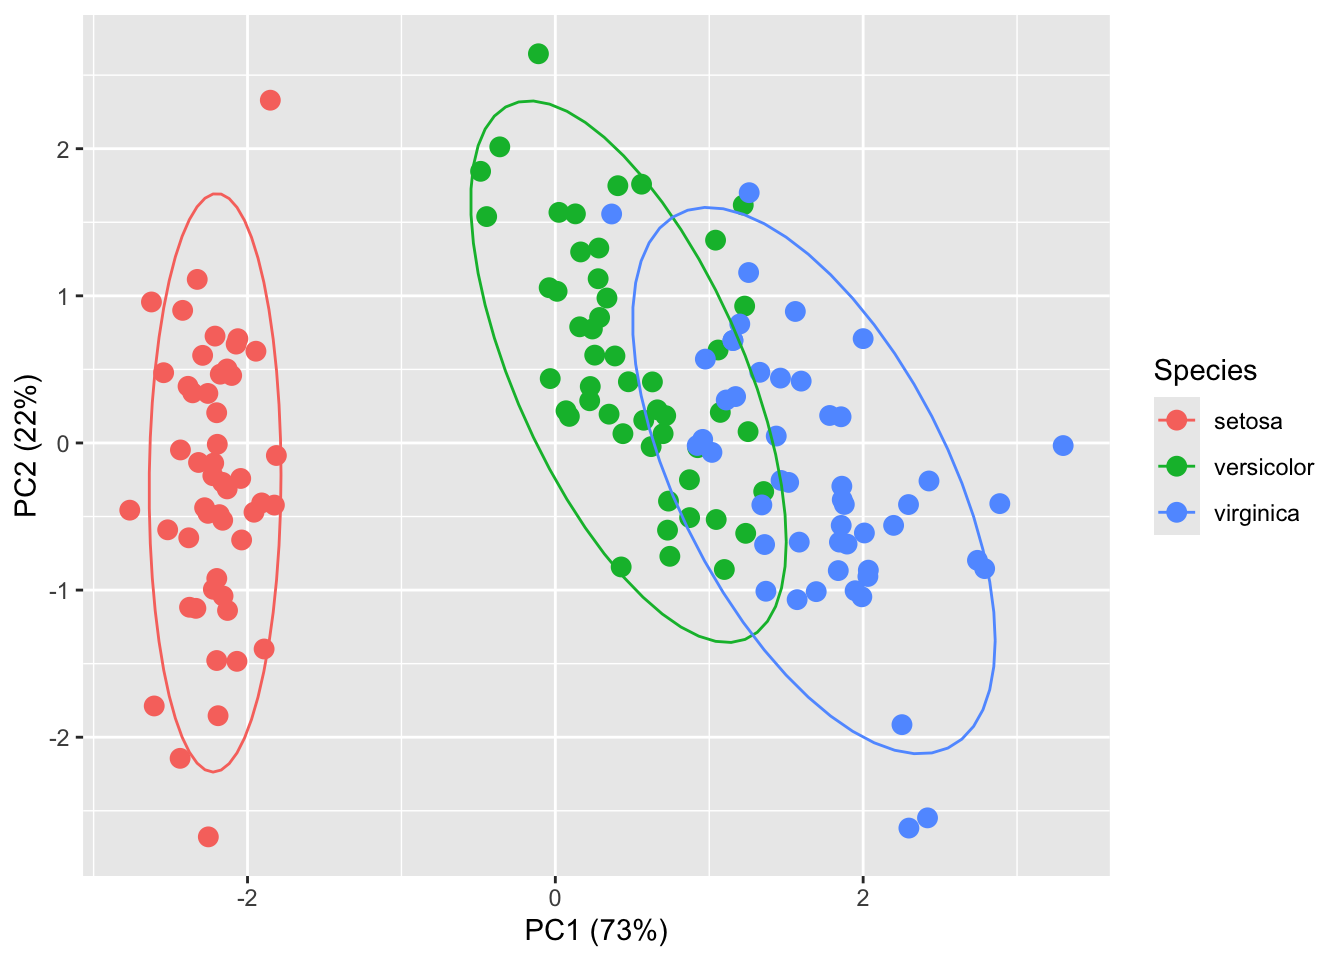 2
1
0
-1
-2
PC2 (22%)
-2
0
2
PC1 (73%)
Species
setosa
versicolor
virginica